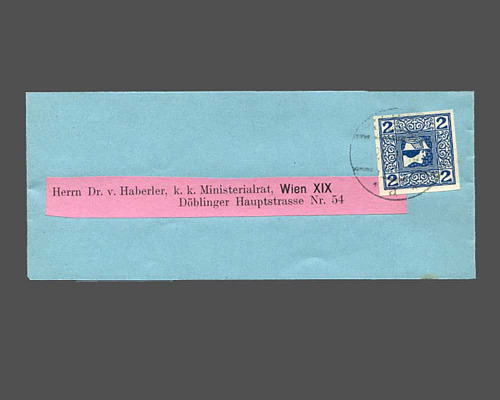 2 2
2 2
Herrn Dr. v. Haberler, k. k. Ministerialrat, Wien XIX
Döblinger Hauptstrasse Nr. 54